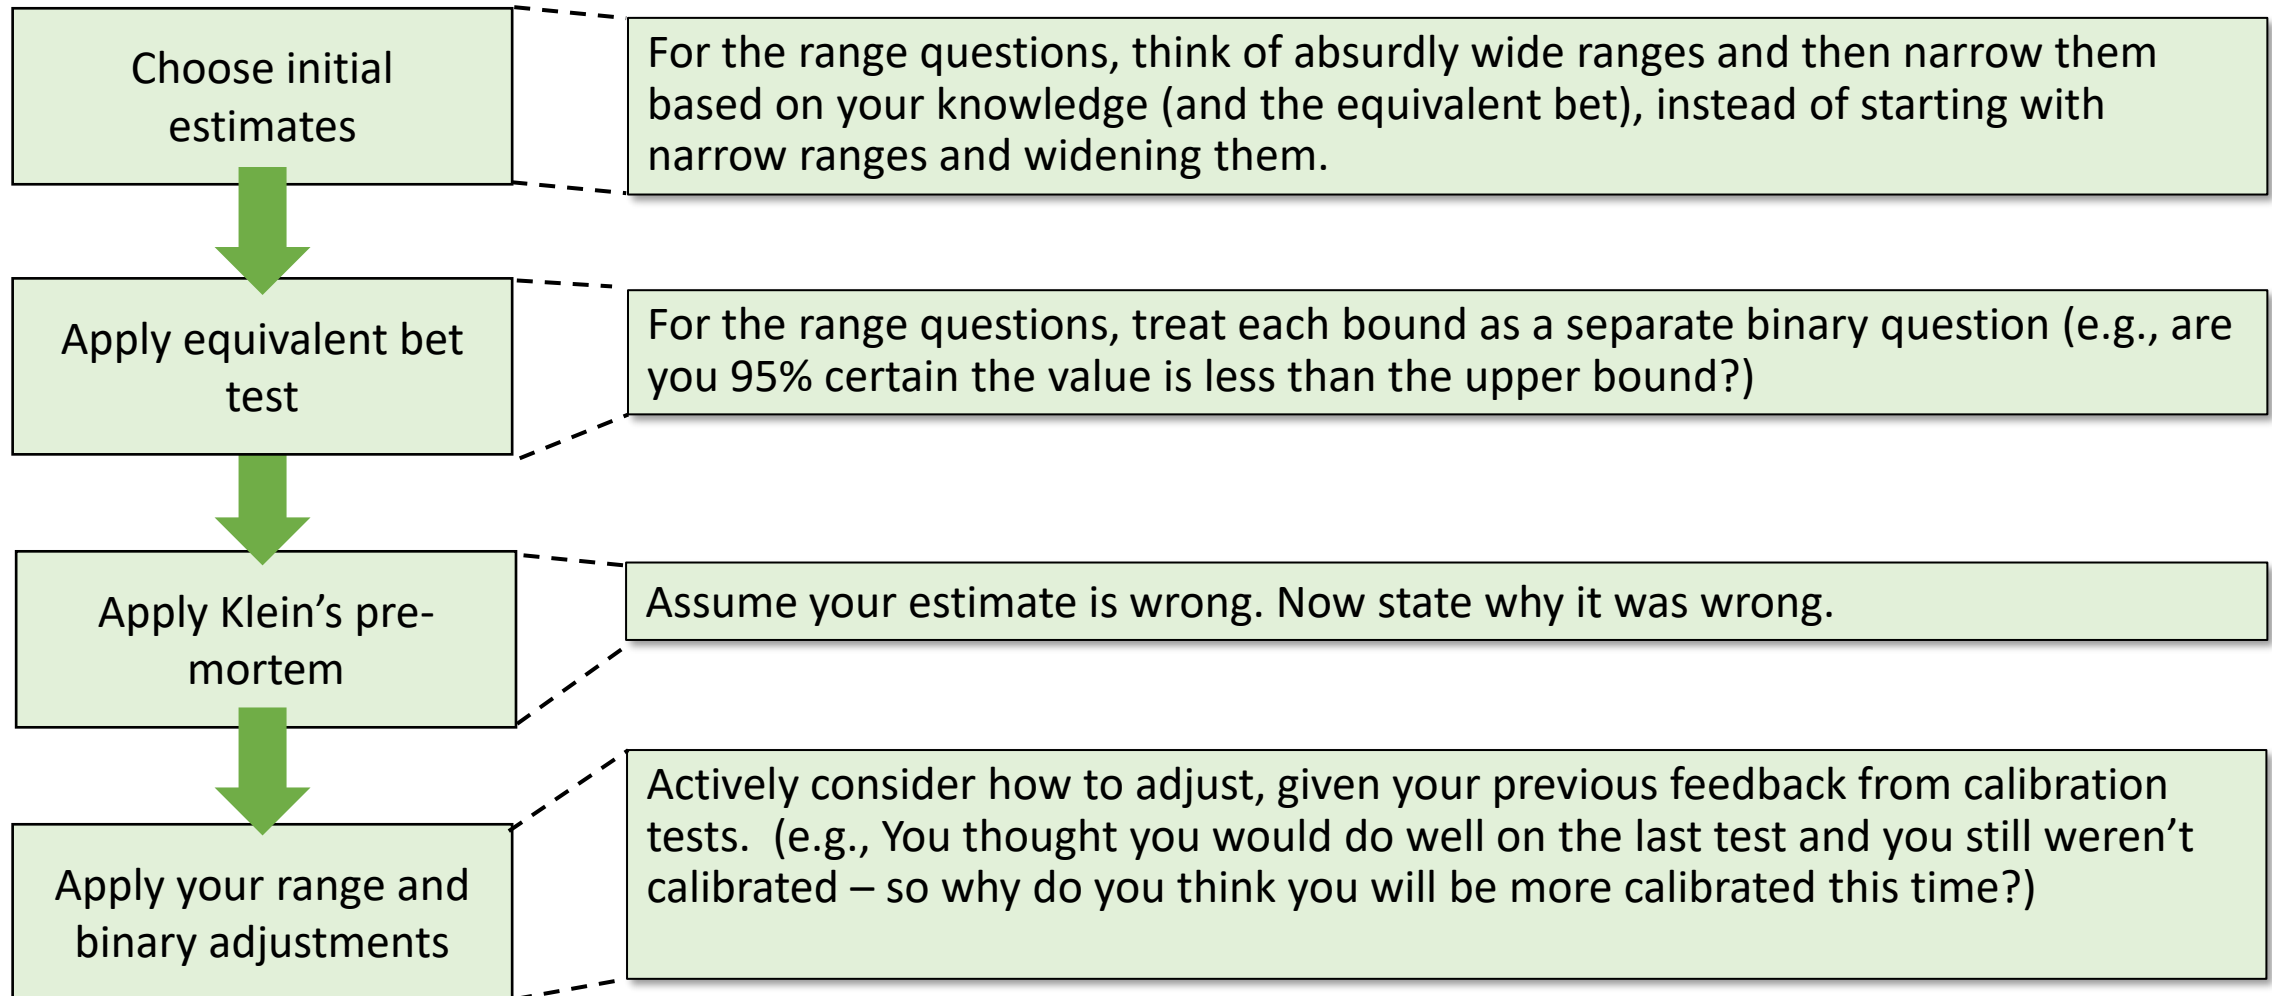 Choose initial
estimates
For the range questions, think of absurdly wide ranges and then narrow them
based on your knowledge (and the equivalent bet), instead of starting with
narrow ranges and widening them.
Apply equivalent bet
test
For the range questions, treat each bound as a separate binary question (e.g., are
you 95% certain the value is less than the upper bound?)
Apply Klein’s pre-
mortem
Assume your estimate is wrong. Now state why it was wrong.
Apply your range and
binary adjustments
Actively consider how to adjust, given your previous feedback from calibration
tests.  (e.g., You thought you would do well on the last test and you still weren’t
calibrated – so why do you think you will be more calibrated this time?)